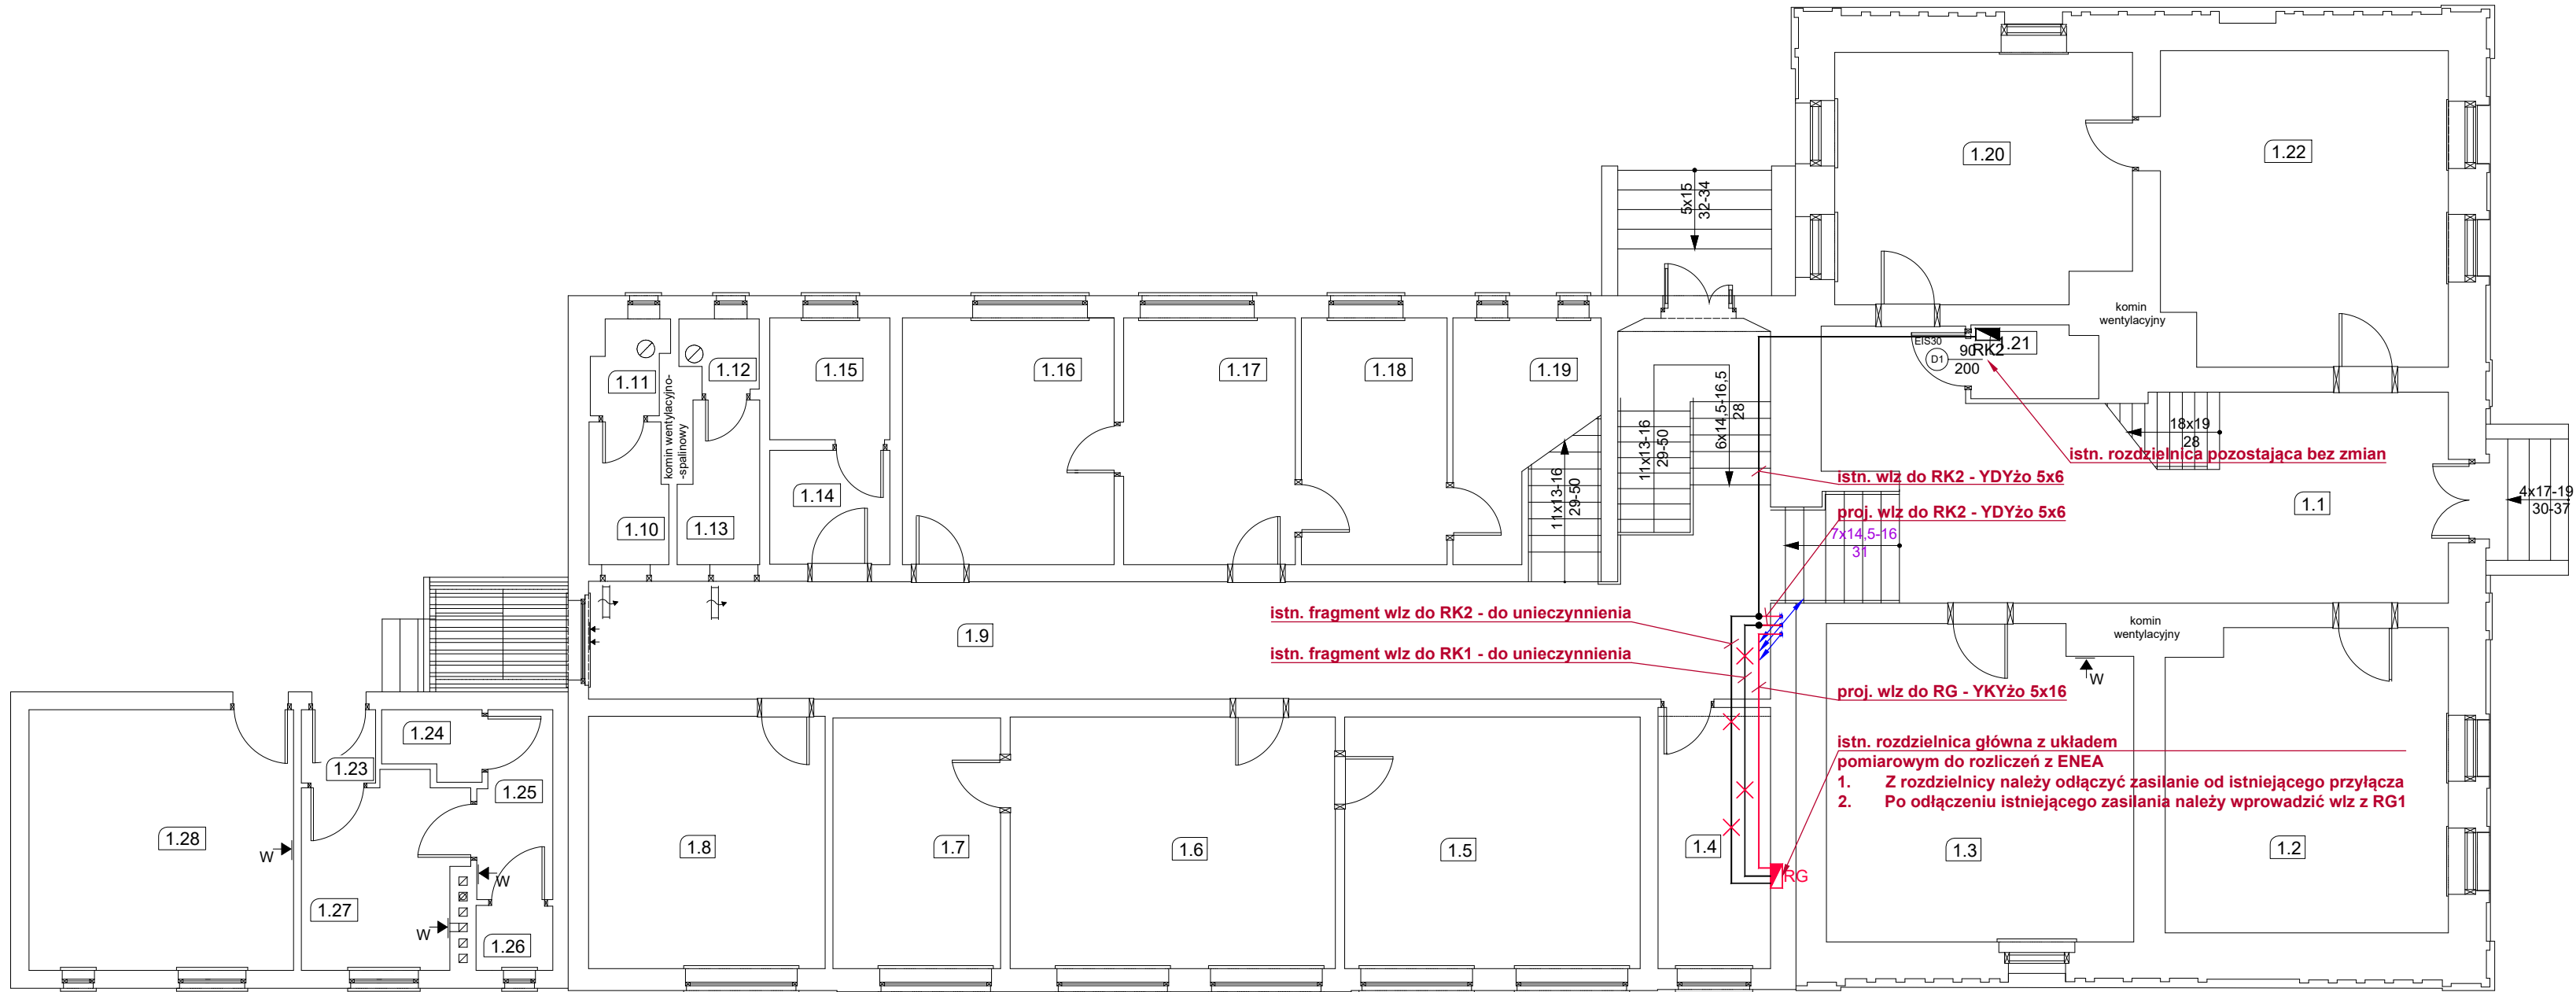 1.20
1.22
5x15
32-34
komin
wentylacyjny
1.11
1.12
1.15
1.16
1.17
1.18
1.19
komin wentylacyjno-
-spalinowy
EIS30
D1
90
200
RK2
1.21
6x14,5-16,5
28
11x13-16
29-50
11x13-16
29-50
18x19
28
istn. rozdzielnica pozostająca bez zmian
istn. wlz do RK2 - YDYżo 5x6
1.14
1.10
1.13
proj. wlz do RK2 - YDYżo 5x6
7x14,5-16
31
1.1
4x17-19
30-37
istn. fragment wlz do RK2 - do unieczynnienia
1.9
istn. fragment wlz do RK1 - do unieczynnienia
komin
wentylacyjny
W
proj. wlz do RG - YKYżo 5x16
1.24
1.23
1.25
istn. rozdzielnica główna z układem
pomiarowym do rozliczeń z ENEA
1. Z rozdzielnicy należy odłączyć zasilanie od istniejącego przyłącza
2. Po odłączeniu istniejącego zasilania należy wprowadzić wlz z RG1
1.28
W
1.8
1.7
1.6
1.5
1.4
1.3
1.2
RG
W
1.27
W
1.26